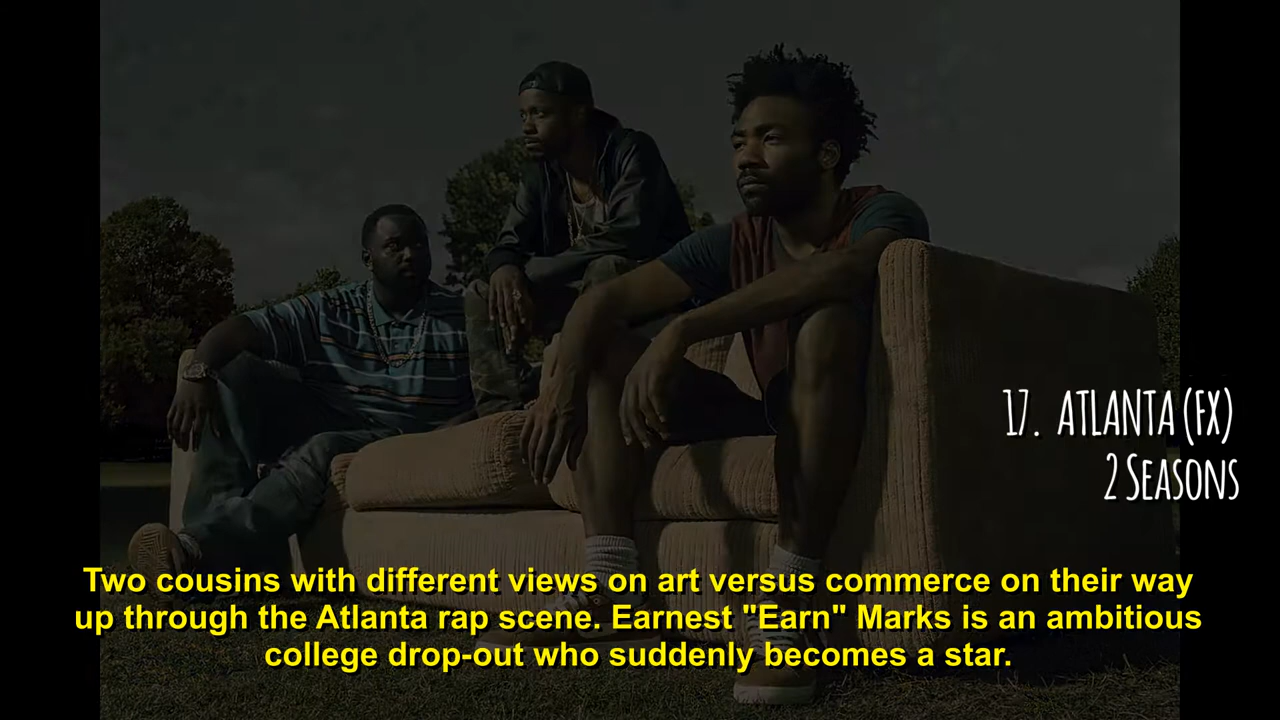 17. ATLANTA (FX)
2 SEASONS
Two cousins with different views on art versus commerce on their way
up through the Atlanta rap scene. Earnest "Earn" Marks is an ambitious
college drop-out who suddenly becomes a star.